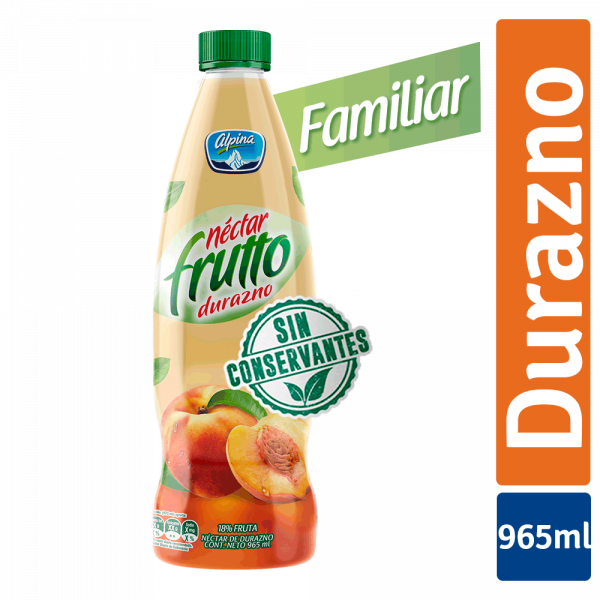 Familiar
Alpina
néctar
frutto
durazno
SIN
CONSERVANTES
18% FRUTA
NÉCTAR DE DURAZNO
CONT. NETO 965 ml
Durazno
965ml